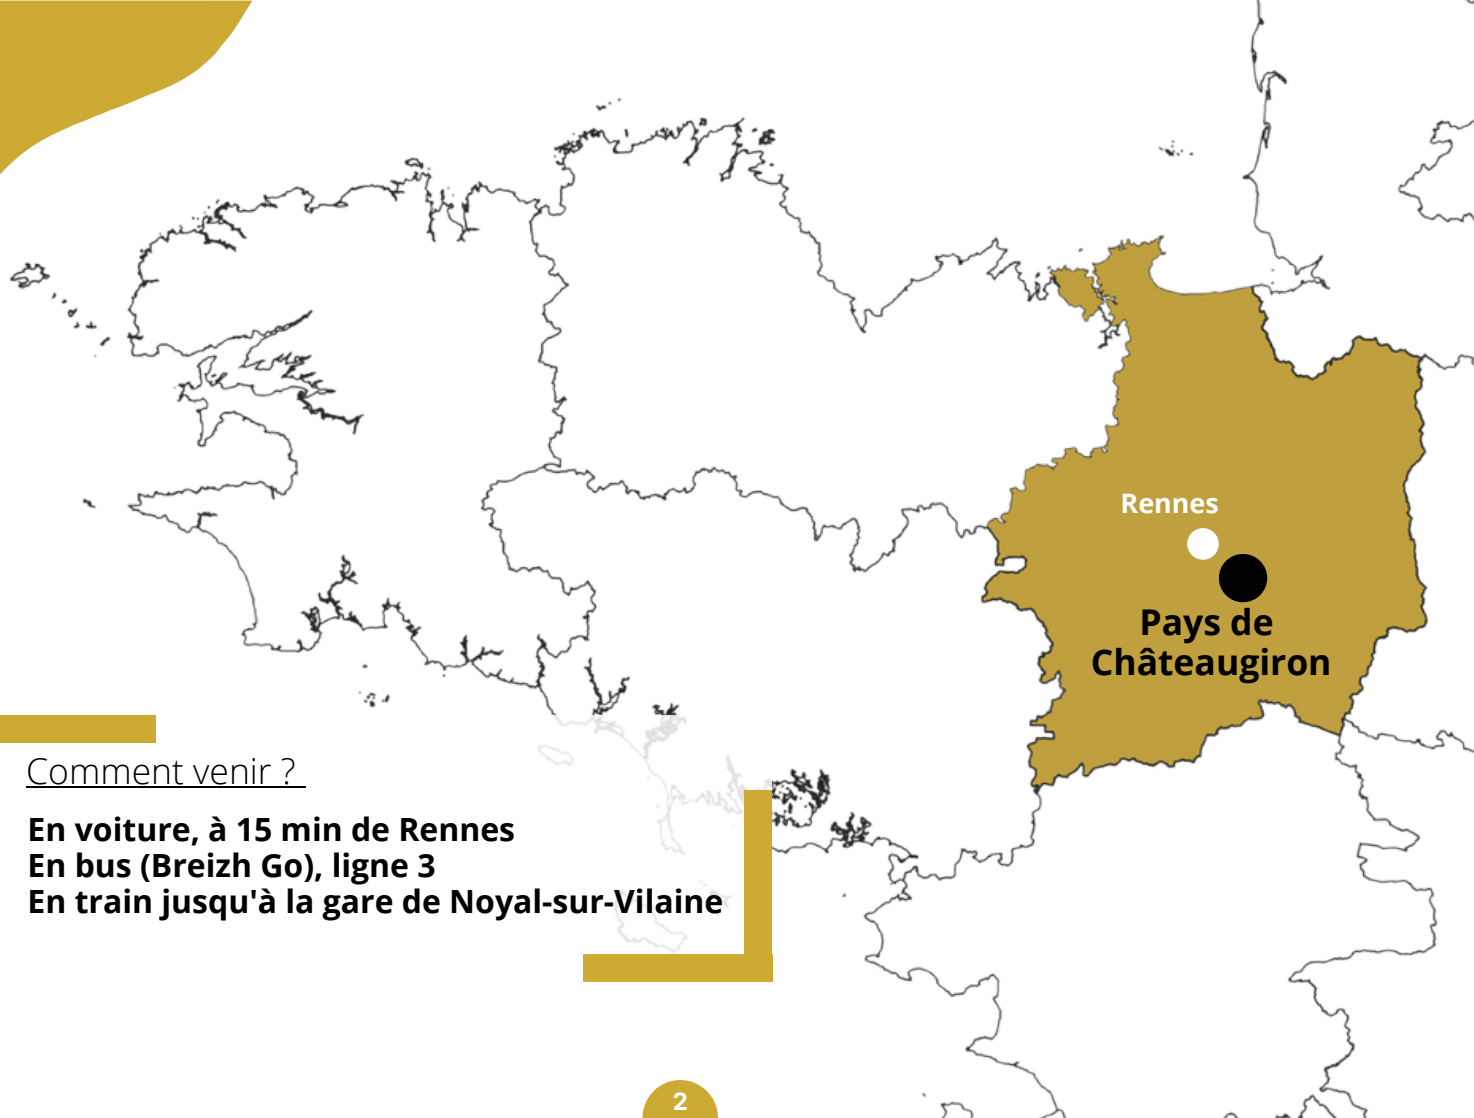 Rennes
Pays de
Châteaugiron
Comment venir ?
En voiture, à 15 min de Rennes
En bus (Breizh Go), ligne 3
En train jusqu'à la gare de Noyal-sur-Vilaine
2